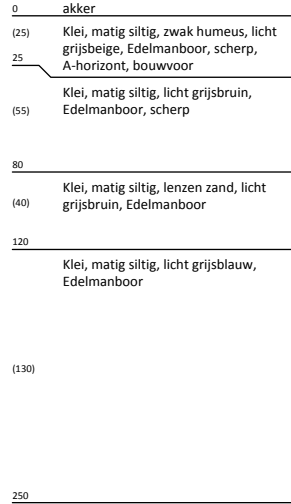 0 akker
(25) Klei, matig siltig, zwak humeus, licht
grijsbeige, Edelmanboor, scherp,
25 A-horizont, bouwvoor
Klei, matig siltig, licht grijsbruin,
(55) Edelmanboor, scherp
80
Klei, matig siltig, lenzen zand, licht
(40) grijsbruin, Edelmanboor
120
Klei, matig siltig, licht grijsblauw,
Edelmanboor
(130)
250